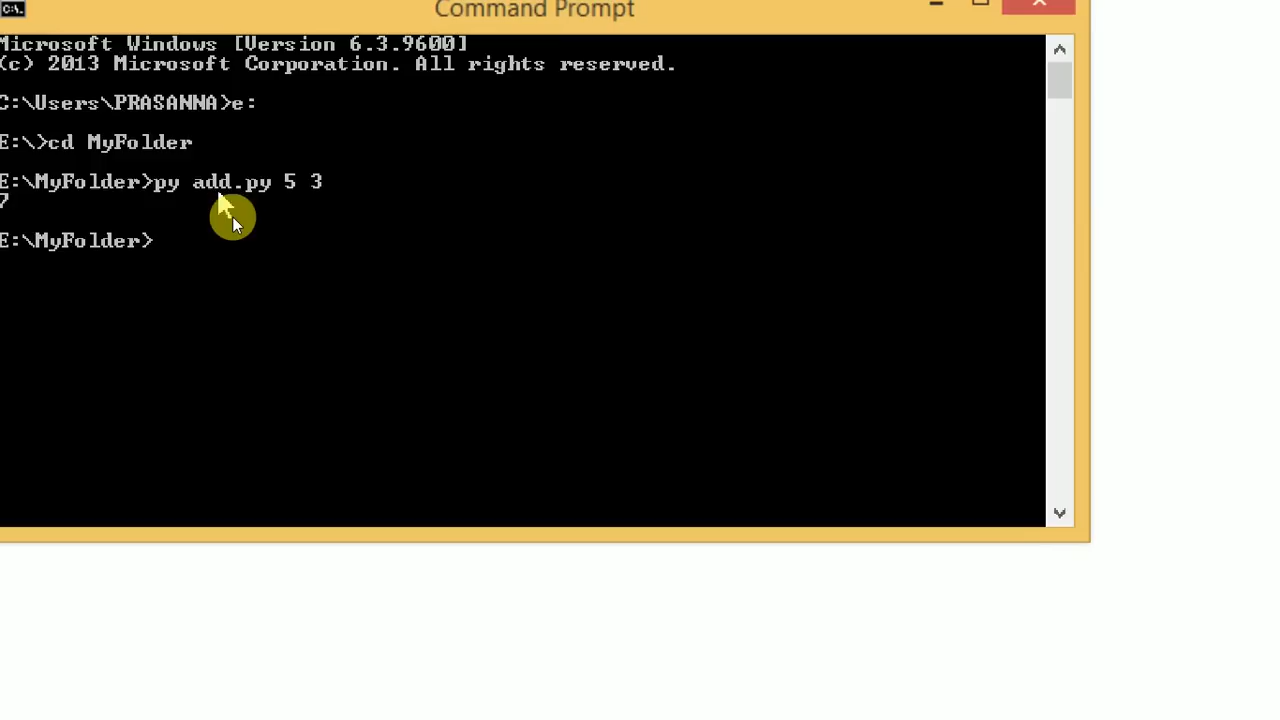 Command Prompt
Microsoft Windows [Version 6.3.9600]
(c) 2013 Microsoft Corporation. All rights reserved.
C:\Users\PRASANNA>e:
E:\>cd MyFolder
E:\MyFolder>py add.py 5 3
7
E:\MyFolder>